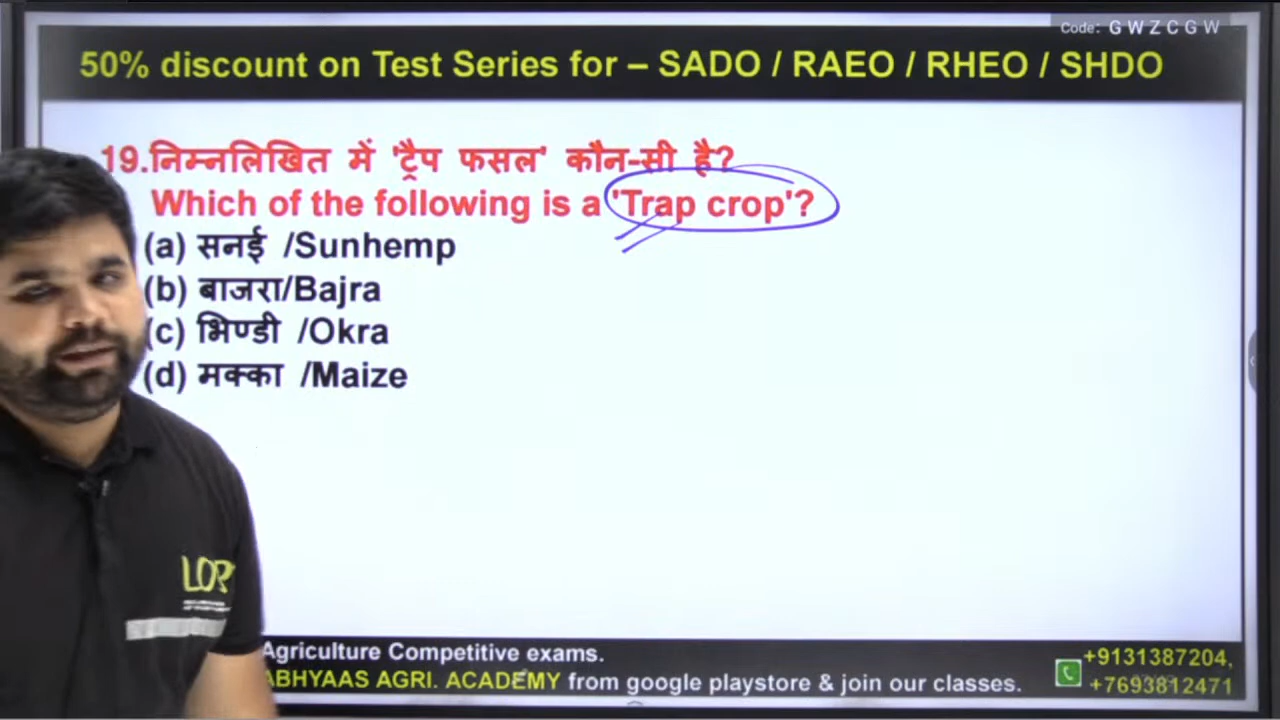 Code: G W Z C G W
50% discount on Test Series for – SADO / RAEO / RHEO / SHDO
19.निम्नलिखित में 'ट्रैप फसल' कौन-सी है?
Which of the following is a 'Trap crop'?
(a) सनई /Sunhemp
(b) बाजरा/Bajra
(c) भिण्डी /Okra
(d) मक्का /Maize
Agriculture Competitive exams.
ABHYAAS AGRI. ACADEMY from google playstore & join our classes.
+9131387204,
+7693812471